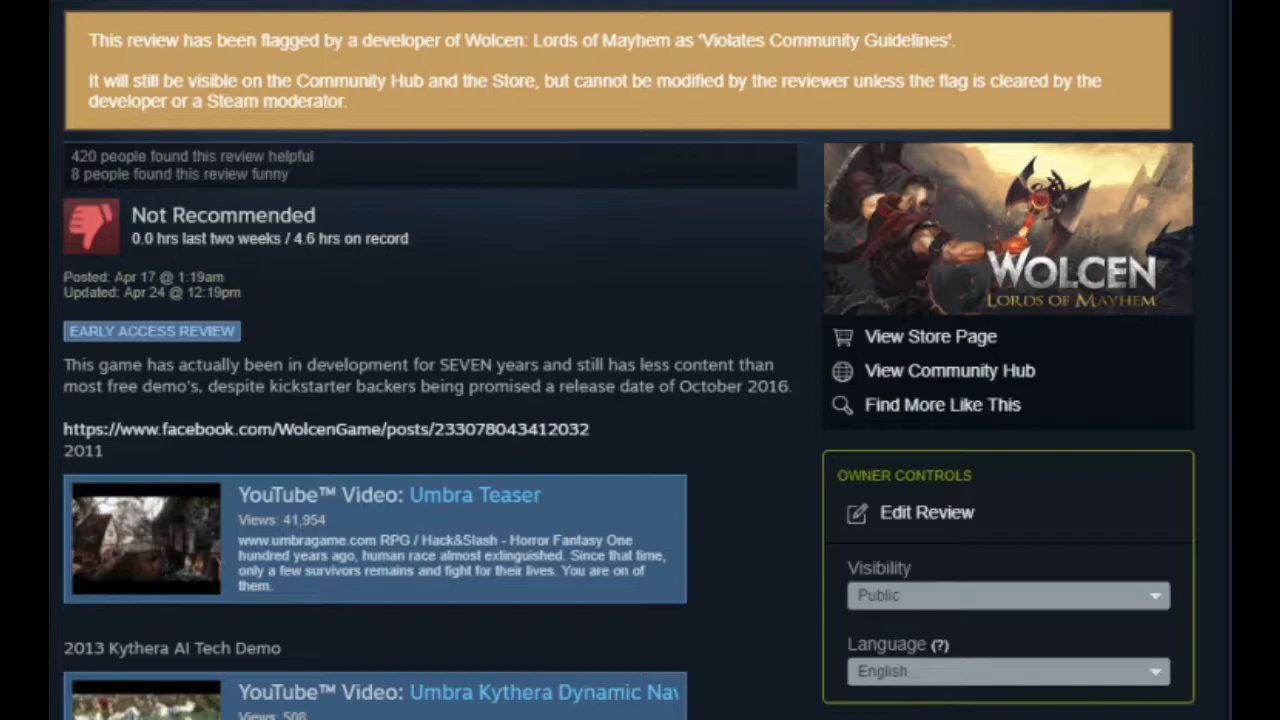 This review has been flagged by a developer of Wolcen: Lords of Mayhem as 'Violates Community Guidelines'.
It will still be visible on the Community Hub and the Store, but cannot be modified by the reviewer unless the flag is cleared by the
developer or a Steam moderator.
420 people found this review helpful
8 people found this review funny
Not Recommended
0.0 hrs last two weeks / 4.6 hrs on record
Posted: Apr 17 @ 1:19am
Updated: Apr 24 @ 12:19pm
EARLY ACCESS REVIEW
This game has actually been in development for SEVEN years and still has less content than
most free demo's, despite kickstarter backers being promised a release date of October 2016.
https://www.facebook.com/WolcenGame/posts/233078043412032
2011
YouTube™ Video: Umbra Teaser
Views: 41,954
www.umbragame.com RPG / Hack&Slash - Horror Fantasy One
hundred years ago, human race almost extinguished. Since that time,
only a few survivors remains and fight for their lives. You are on of
them.
2013 Kythera AI Tech Demo
YouTube™ Video: Umbra Kythera Dynamic Nav
Views: 508
WOLCEN
LORDS OF MAYHEM
View Store Page
View Community Hub
Find More Like This
OWNER CONTROLS
Edit Review
Visibility
Public
Language (?)
English